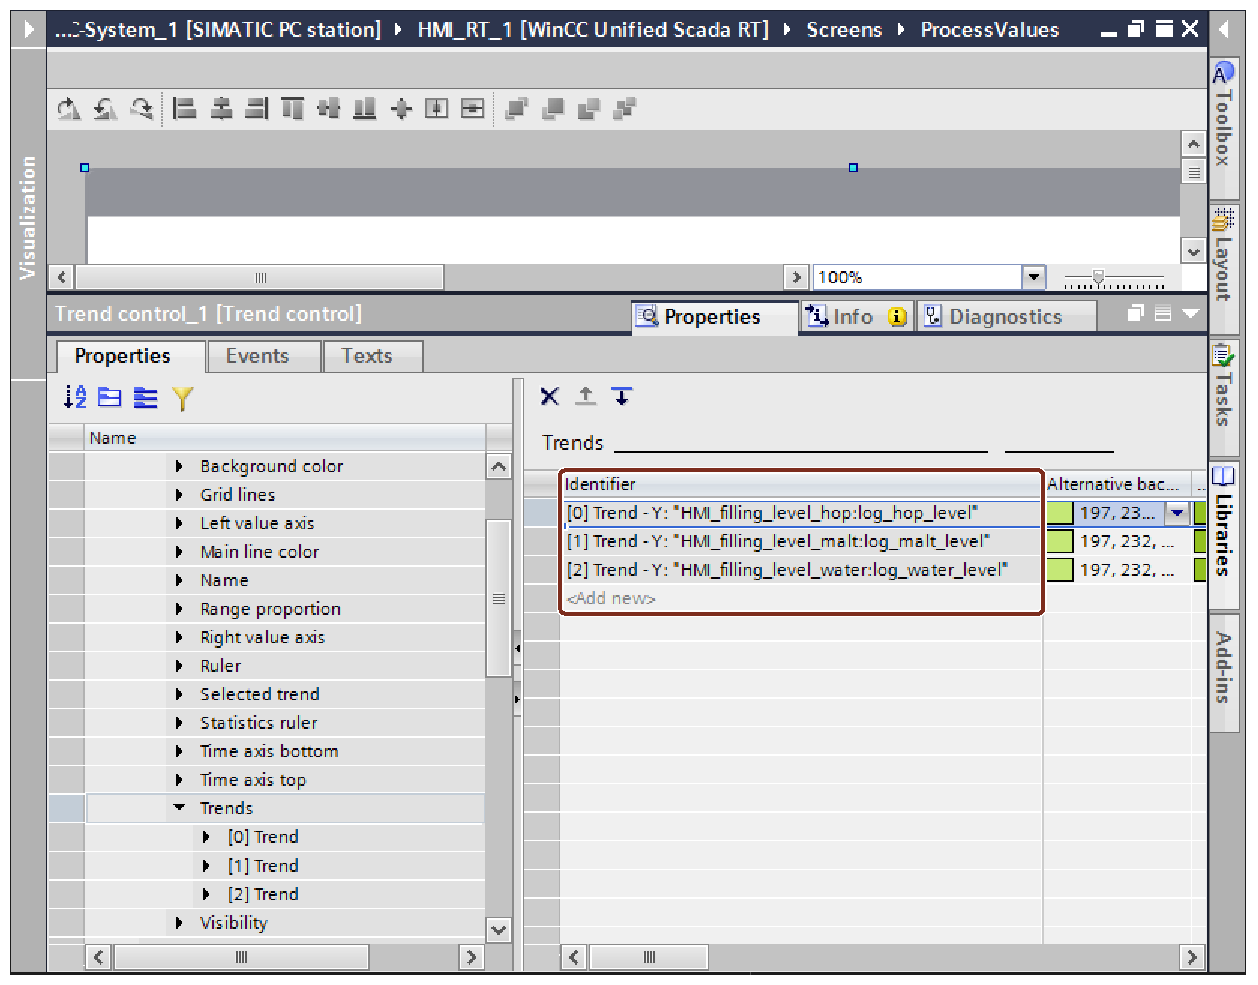 ...C-System_1 [SIMATIC PC station] ▸ HMI_RT_1 [WinCC Unified Scada RT] ▸ Screens ▸ ProcessValues
Visualization
100%
Trend control_1 [Trend control]
Properties
Info
Diagnostics
Properties
Events
Texts
Name
Background color
Grid lines
Left value axis
Main line color
Name
Range proportion
Right value axis
Ruler
Selected trend
Statistics ruler
Time axis bottom
Time axis top
Trends
[0] Trend
[1] Trend
[2] Trend
Visibility
Trends
Identifier Alternative bac... ...
[0] Trend - Y: "HMI_filling_level_hop:log_hop_level" 197, 23...
[1] Trend - Y: "HMI_filling_level_malt:log_malt_level" 197, 232, ...
[2] Trend - Y: "HMI_filling_level_water:log_water_level" 197, 232, ...
<Add new>
Toolbox
Layout
Tasks
Libraries
Add-ins